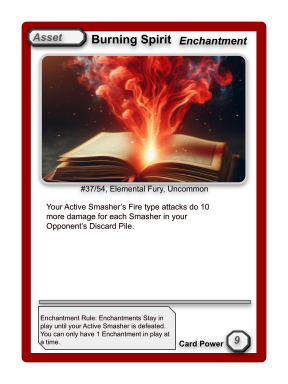 Asset
Burning Spirit Enchantment
#37/54, Elemental Fury, Uncommon
Your Active Smasher's Fire type attacks do 10
more damage for each Smasher in your
Opponent's Discard Pile.
Enchantment Rule: Enchantments Stay in
play until your Active Smasher is defeated.
You can only have 1 Enchantment in play at
a time.
Card Power 9